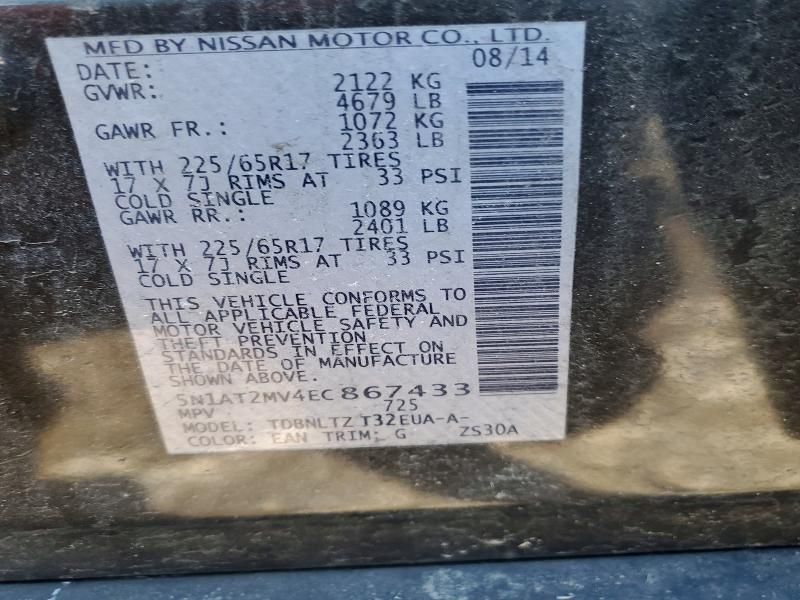 MFD BY NISSAN MOTOR CO., LTD.
DATE: 08/14
GVWR: 2122 KG
4679 LB
GAWR FR.: 1072 KG
2363 LB
WITH 225/65R17 TIRES
17 X 7J RIMS AT 33 PSI
COLD SINGLE
GAWR RR.: 1089 KG
2401 LB
WITH 225/65R17 TIRES
17 X 7J RIMS AT 33 PSI
COLD SINGLE
THIS VEHICLE CONFORMS TO
ALL APPLICABLE FEDERAL
MOTOR VEHICLE SAFETY AND
THEFT PREVENTION
STANDARDS IN EFFECT ON
THE DATE OF MANUFACTURE
SHOWN ABOVE.
5N1AT2MV4EC867433
MPV 725
MODEL: TDBNLTZ T32EUA-A-
COLOR: EAN TRIM: G ZS30A